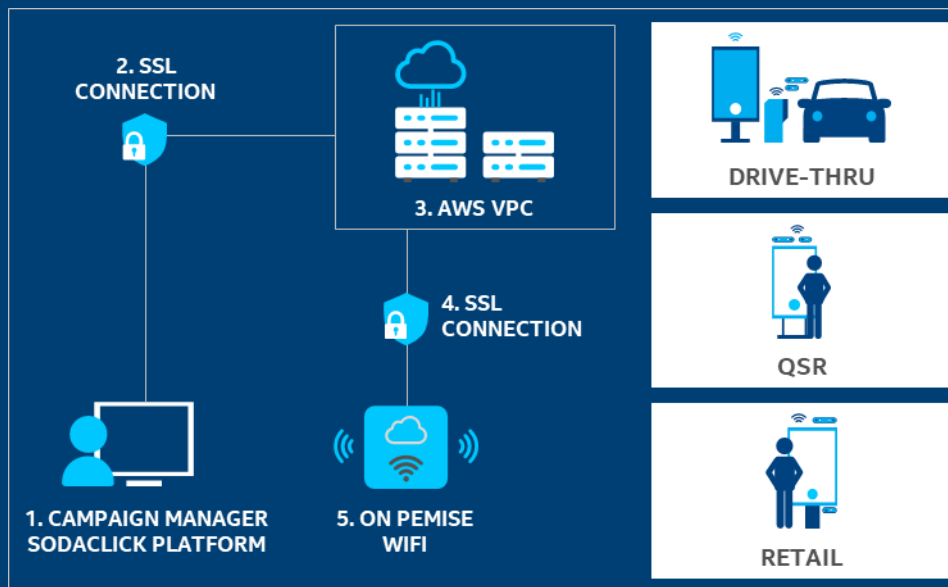 2. SSL
CONNECTION
3. AWS VPC
4. SSL
CONNECTION
1. CAMPAIGN MANAGER
SODACLICK PLATFORM
5. ON PEMISE
WIFI
DRIVE-THRU
QSR
RETAIL